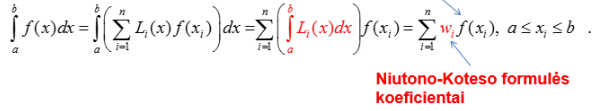 ∫_a^b f(x)dx = ∫_a^b ( ∑_{i=1}^n L_i(x) f(x_i) ) dx = ∑_{i=1}^n ( ∫_a^b L_i(x)dx ) f(x_i) = ∑_{i=1}^n w_i f(x_i), a ≤ x_i ≤ b .
Niutono-Koteso formulės
koeficientai